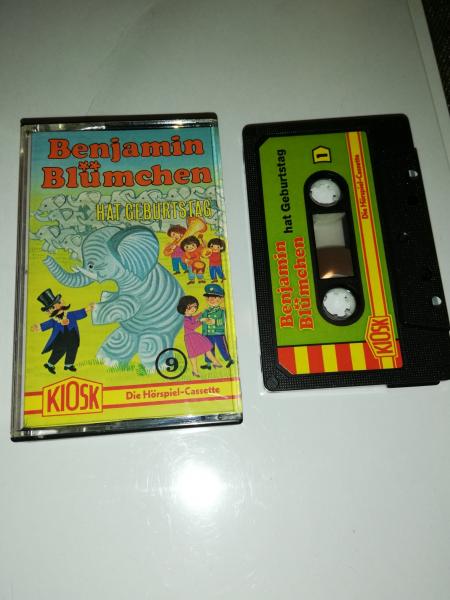 Benjamin
Blümchen
HAT GEBURTSTAG
9
KIOSK
Die Hörspiel-Cassette
Benjamin
Blümchen
hat Geburtstag
1
Die Hörspiel-Cassette
KIOSK